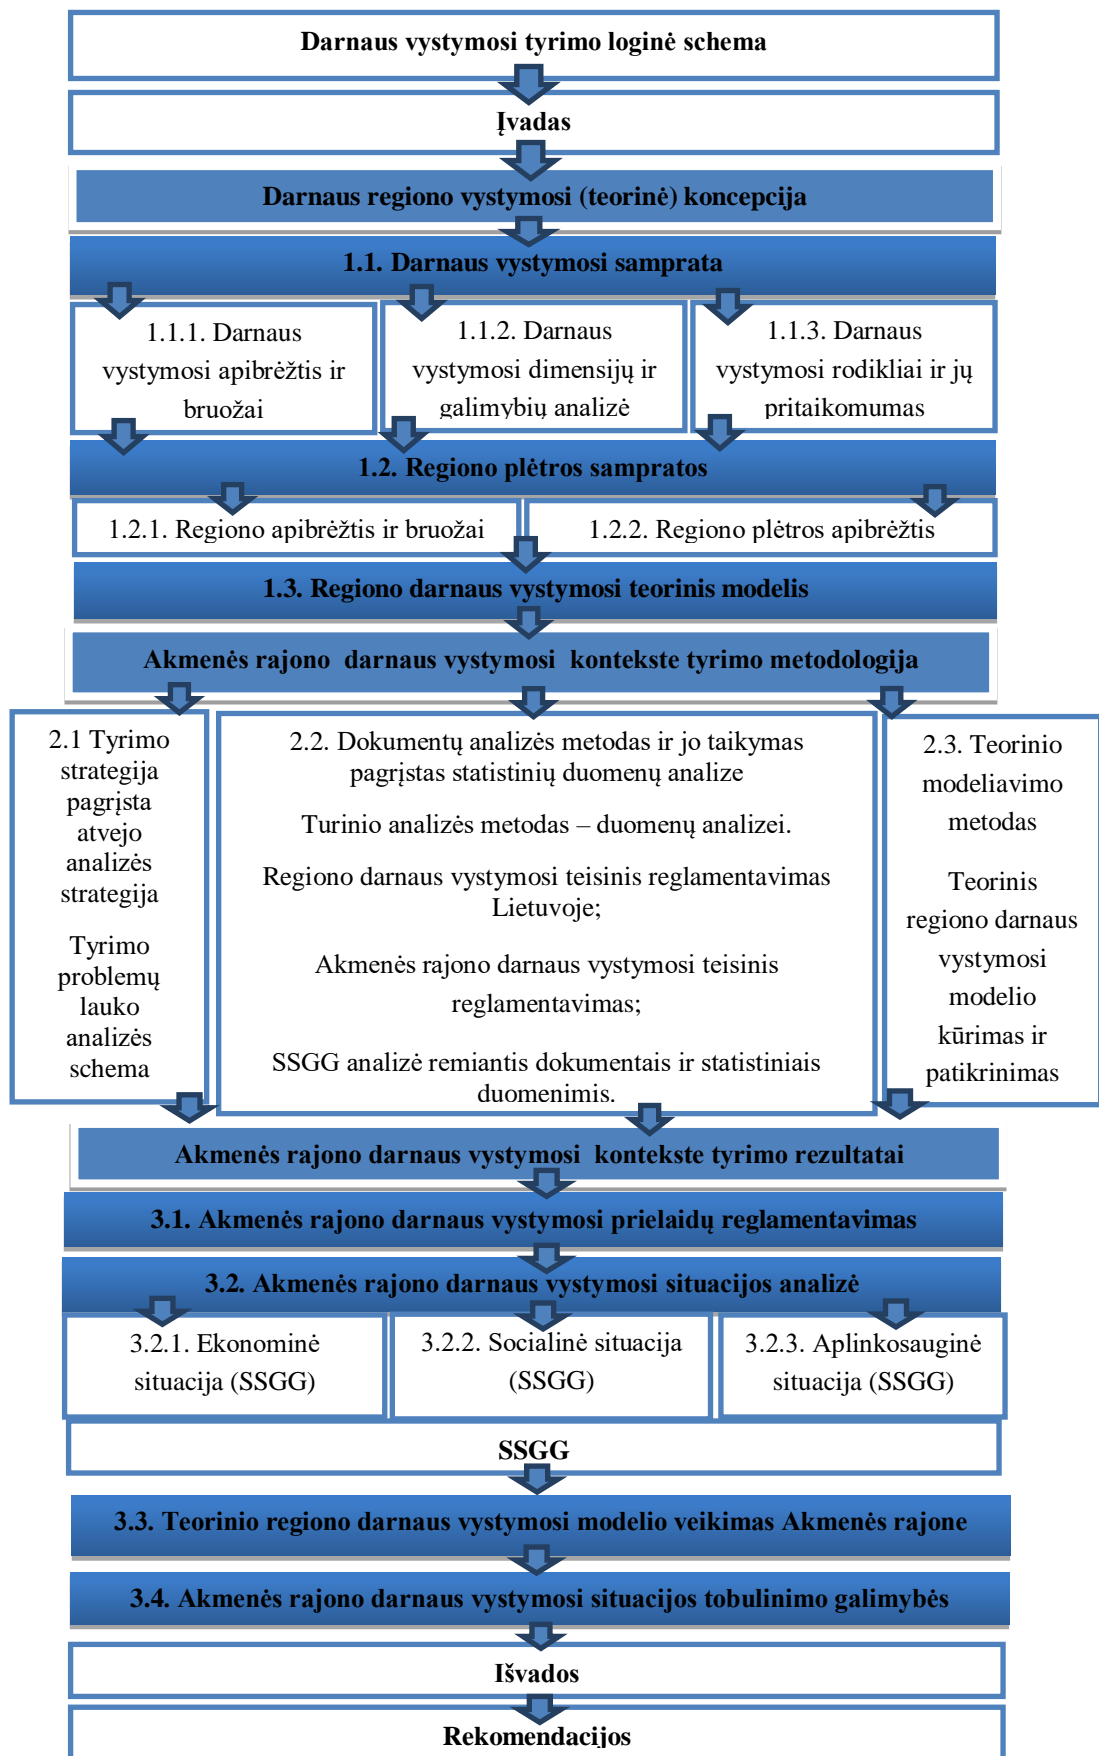 Darnaus vystymosi tyrimo loginė schema
Įvadas
Darnaus regiono vystymosi (teorinė) koncepcija
1.1. Darnaus vystymosi samprata
1.1.1. Darnaus
vystymosi apibrėžtis ir
bruožai
1.1.2. Darnaus
vystymosi dimensijų ir
galimybių analizė
1.1.3. Darnaus
vystymosi rodikliai ir jų
pritaikomumas
1.2. Regiono plėtros sampratos
1.2.1. Regiono apibrėžtis ir bruožai
1.2.2. Regiono plėtros apibrėžtis
1.3. Regiono darnaus vystymosi teorinis modelis
Akmenės rajono  darnaus vystymosi  kontekste tyrimo metodologija
2.1 Tyrimo
strategija
pagrįsta
atvejo
analizės
strategija
Tyrimo
problemų
lauko
analizės
schema
2.2. Dokumentų analizės metodas ir jo taikymas
pagrįstas statistinių duomenų analize
Turinio analizės metodas – duomenų analizei.
Regiono darnaus vystymosi teisinis reglamentavimas
Lietuvoje;
Akmenės rajono darnaus vystymosi teisinis
reglamentavimas;
SSGG analizė remiantis dokumentais ir statistiniais
duomenimis.
2.3. Teorinio
modeliavimo
metodas
Teorinis
regiono darnaus
vystymosi
modelio
kūrimas ir
patikrinimas
Akmenės rajono darnaus vystymosi  kontekste tyrimo rezultatai
3.1. Akmenės rajono darnaus vystymosi prielaidų reglamentavimas
3.2. Akmenės rajono darnaus vystymosi situacijos analizė
3.2.1. Ekonominė
situacija (SSGG)
3.2.2. Socialinė situacija
(SSGG)
3.2.3. Aplinkosauginė
situacija (SSGG)
SSGG
3.3. Teorinio regiono darnaus vystymosi modelio veikimas Akmenės rajone
3.4. Akmenės rajono darnaus vystymosi situacijos tobulinimo galimybės
Išvados
Rekomendacijos